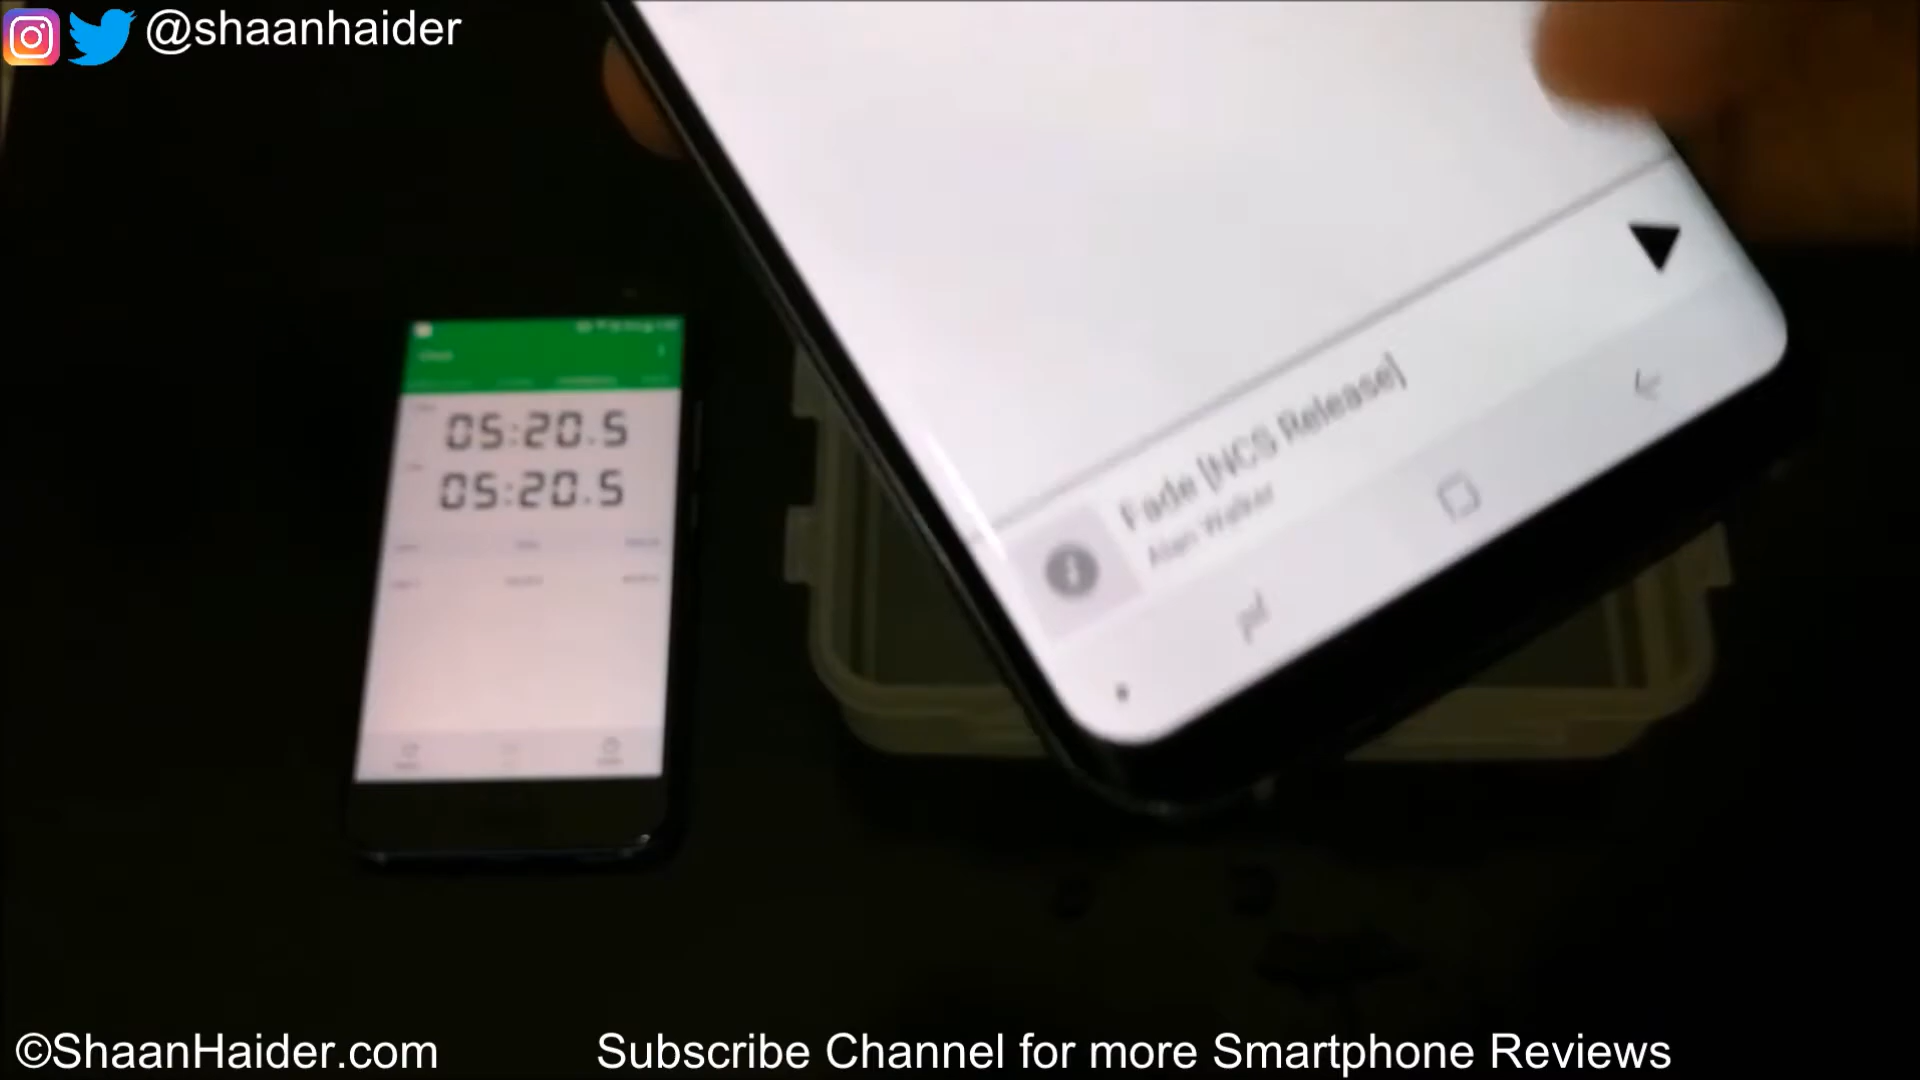 @shaanhaider
05:20.5
05:20.5
Fade [NCS Release]
Alan Walker
©ShaanHaider.com
Subscribe Channel for more Smartphone Reviews